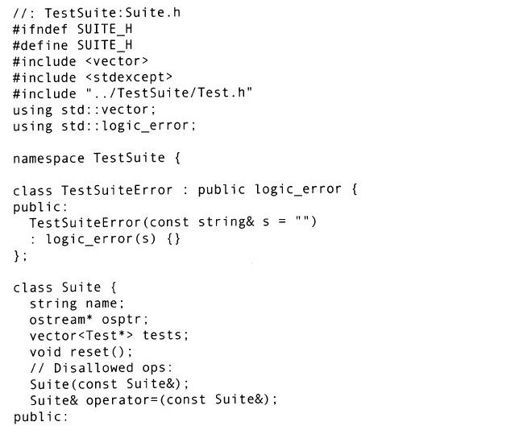 //: TestSuite:Suite.h
#ifndef SUITE_H
#define SUITE_H
#include <vector>
#include <stdexcept>
#include "../TestSuite/Test.h"
using std::vector;
using std::logic_error;

namespace TestSuite {

class TestSuiteError : public logic_error {
public:
  TestSuiteError(const string& s = "")
  : logic_error(s) {}
};

class Suite {
  string name;
  ostream* osptr;
  vector<Test*> tests;
  void reset();
  // Disallowed ops:
  Suite(const Suite&);
  Suite& operator=(const Suite&);
public: